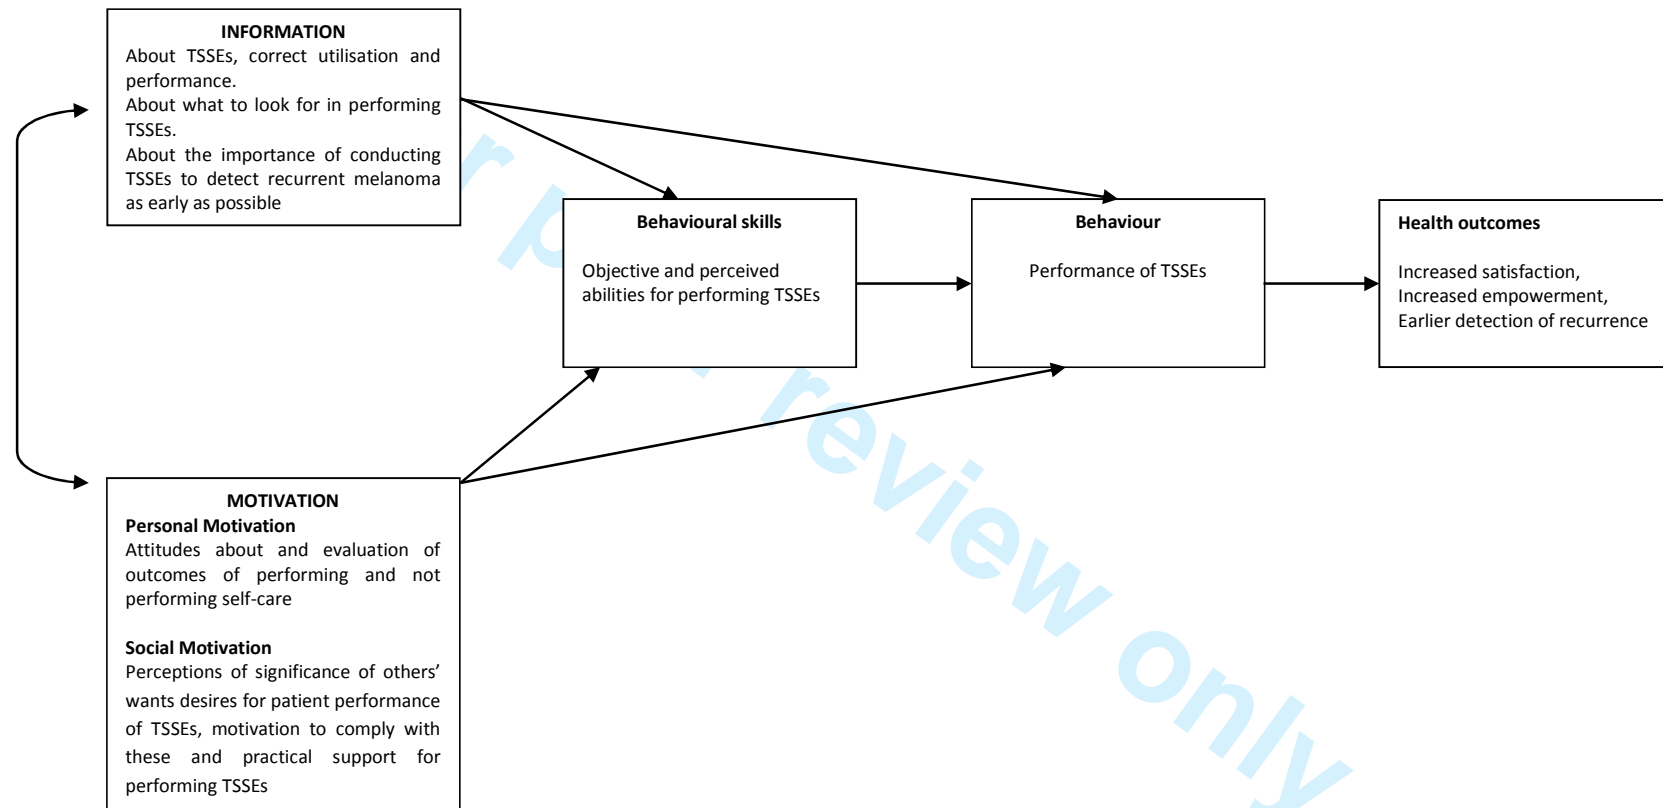 INFORMATION
About TSSEs, correct utilisation and
performance.
About what to look for in performing
TSSEs.
About the importance of conducting
TSSEs to detect recurrent melanoma
as early as possible
Behavioural skills
Objective and perceived
abilities for performing TSSEs
Behaviour
Performance of TSSEs
Health outcomes
Increased satisfaction,
Increased empowerment,
Earlier detection of recurrence
MOTIVATION
Personal Motivation
Attitudes about and evaluation of
outcomes of performing and not
performing self-care
Social Motivation
Perceptions of significance of others’
wants desires for patient performance
of TSSEs, motivation to comply with
these and practical support for
performing TSSEs
review only